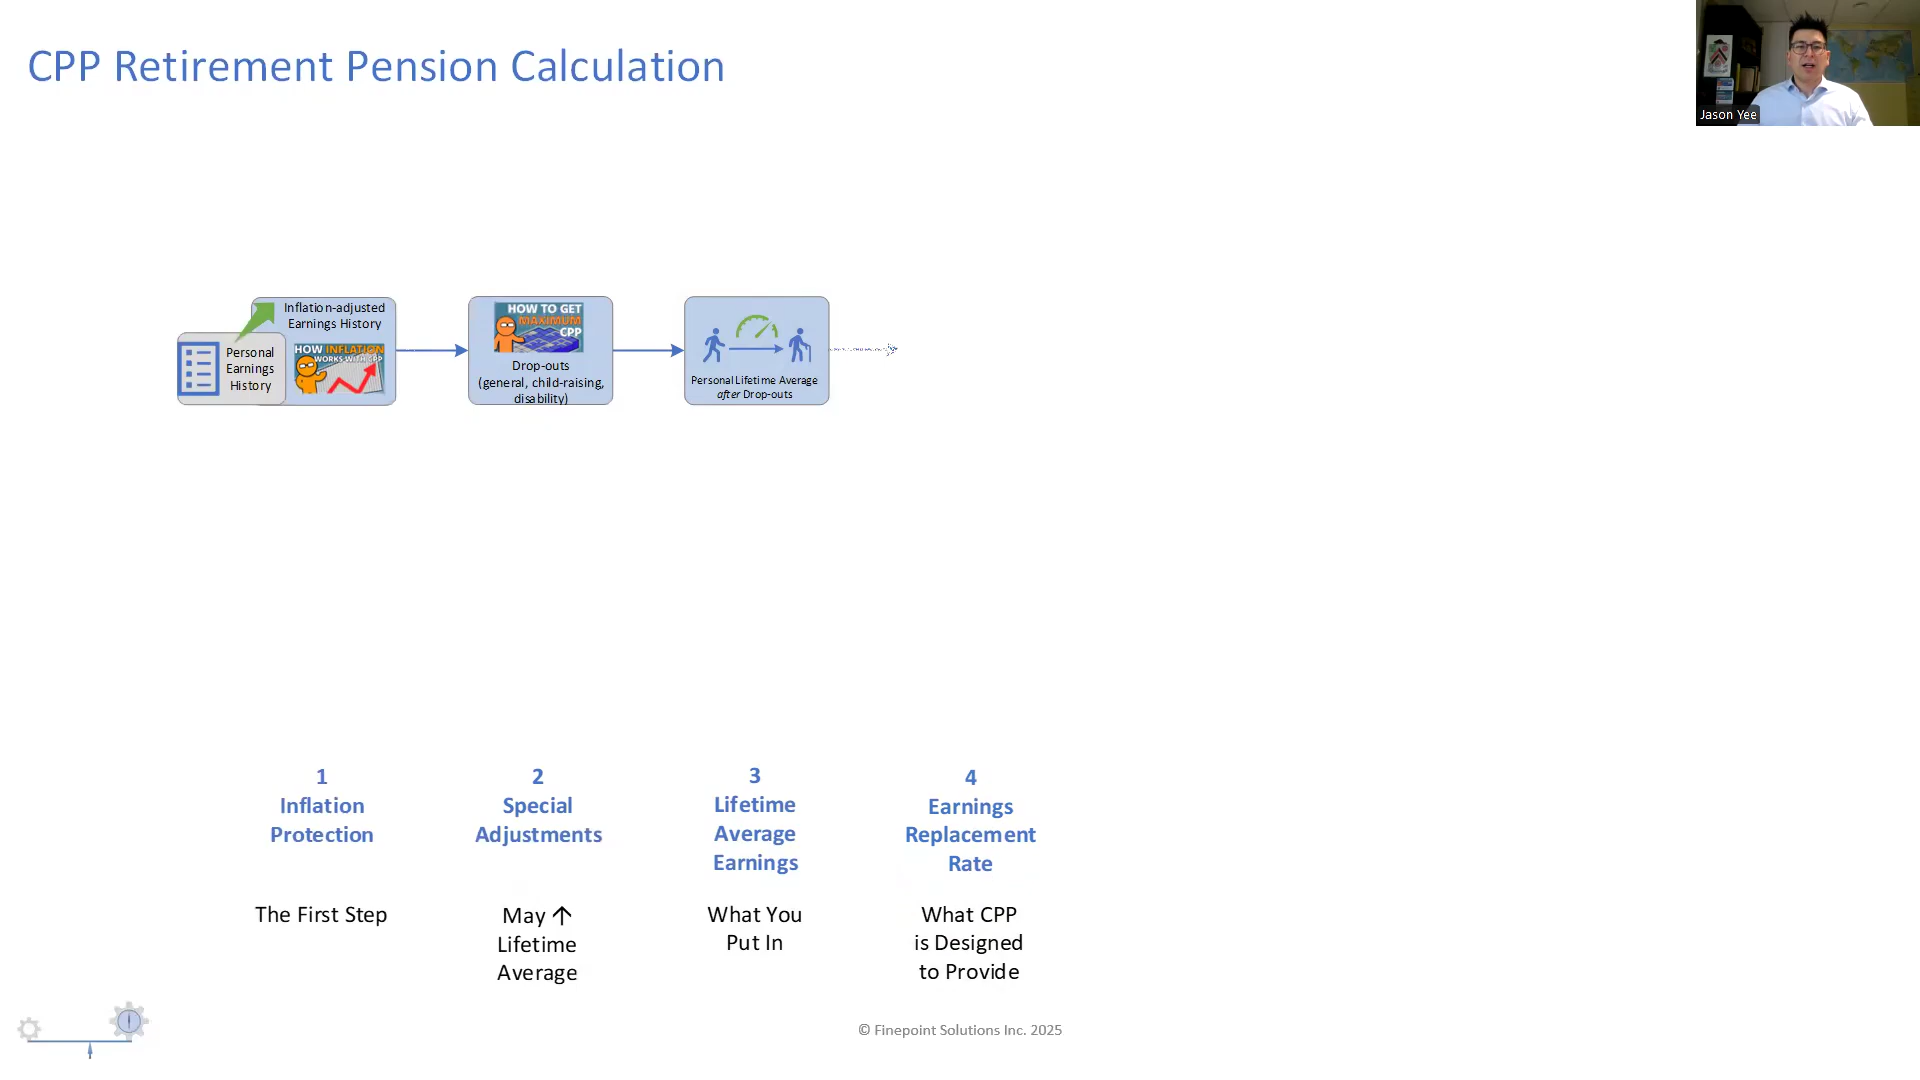 CPP Retirement Pension Calculation
Jason Yee
Inflation-adjusted
Earnings History
Personal
Earnings
History
HOW INFLATION
WORKS WITH CPP
HOW TO GET
MAXIMUM
CPP
Drop-outs
(general, child-raising,
disability)
Personal Lifetime Average
after Drop-outs
1
Inflation
Protection
The First Step
2
Special
Adjustments
May ↑
Lifetime
Average
3
Lifetime
Average
Earnings
What You
Put In
4
Earnings
Replacement
Rate
What CPP
is Designed
to Provide
© Finepoint Solutions Inc. 2025